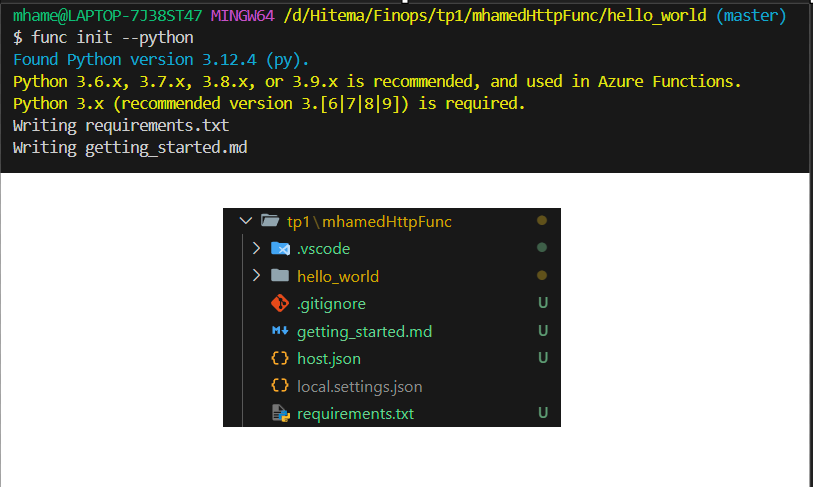 mhame@LAPTOP-7J38ST47 MINGW64 /d/Hitema/Finops/tp1/mhamedHttpFunc/hello_world (master)
$ func init --python
Found Python version 3.12.4 (py).
Python 3.6.x, 3.7.x, 3.8.x, or 3.9.x is recommended, and used in Azure Functions.
Python 3.x (recommended version 3.[6|7|8|9]) is required.
Writing requirements.txt
Writing getting_started.md
tp1\mhamedHttpFunc
.vscode
hello_world
.gitignore U
getting_started.md U
host.json U
local.settings.json
requirements.txt U